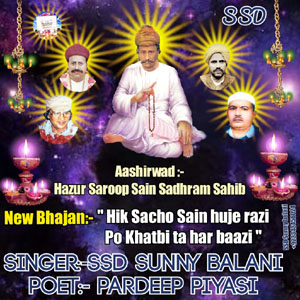 SSD
Aashirwad :-
Hazur Saroop Sain Sadhram Sahib
New Bhajan:- " Hik Sacho Sain huje razi
Po Khatbi ta har baazi "
SINGER:-SSD SUNNY BALANI
POET:- PARDEEP PIYASI